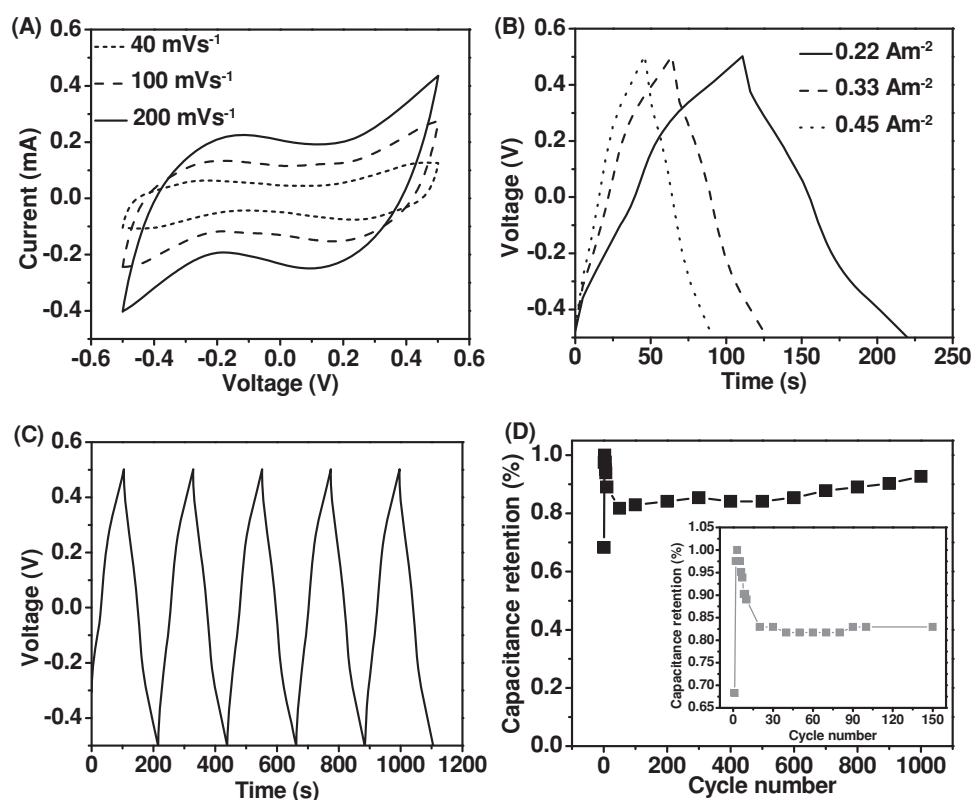 (A)
0.6
0.4
0.2
0.0
-0.2
-0.4
-0.6 -0.4 -0.2 0.0 0.2 0.4 0.6
Voltage (V)
Current (mA)
40 mVs-1
100 mVs-1
200 mVs-1
(B)
0.6
0.4
0.2
0.0
-0.2
-0.4
0 50 100 150 200 250
Time (s)
Voltage (V)
0.22 Am-2
0.33 Am-2
0.45 Am-2
(C)
0.6
0.4
0.2
0.0
-0.2
-0.4
0 200 400 600 800 1000 1200
Time (s)
Voltage (V)
(D)
1.0
0.8
0.6
0.4
0.2
0.0
0 200 400 600 800 1000
Cycle number
Capacitance retention (%)
1.05
1.00
0.95
0.90
0.85
0.80
0.75
0.70
0.65
0 30 60 90 120 150
Cycle number
Capacitance retention (%)